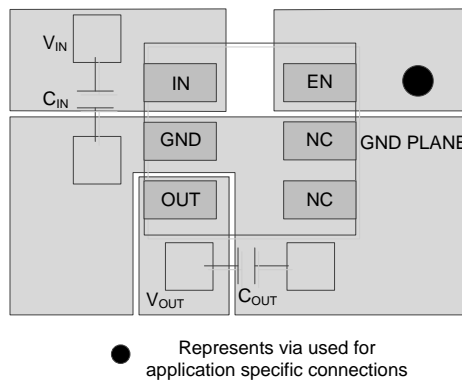 VIN
CIN
IN
EN
GND
NC
GND PLANE
OUT
NC
VOUT
COUT
Represents via used for
application specific connections